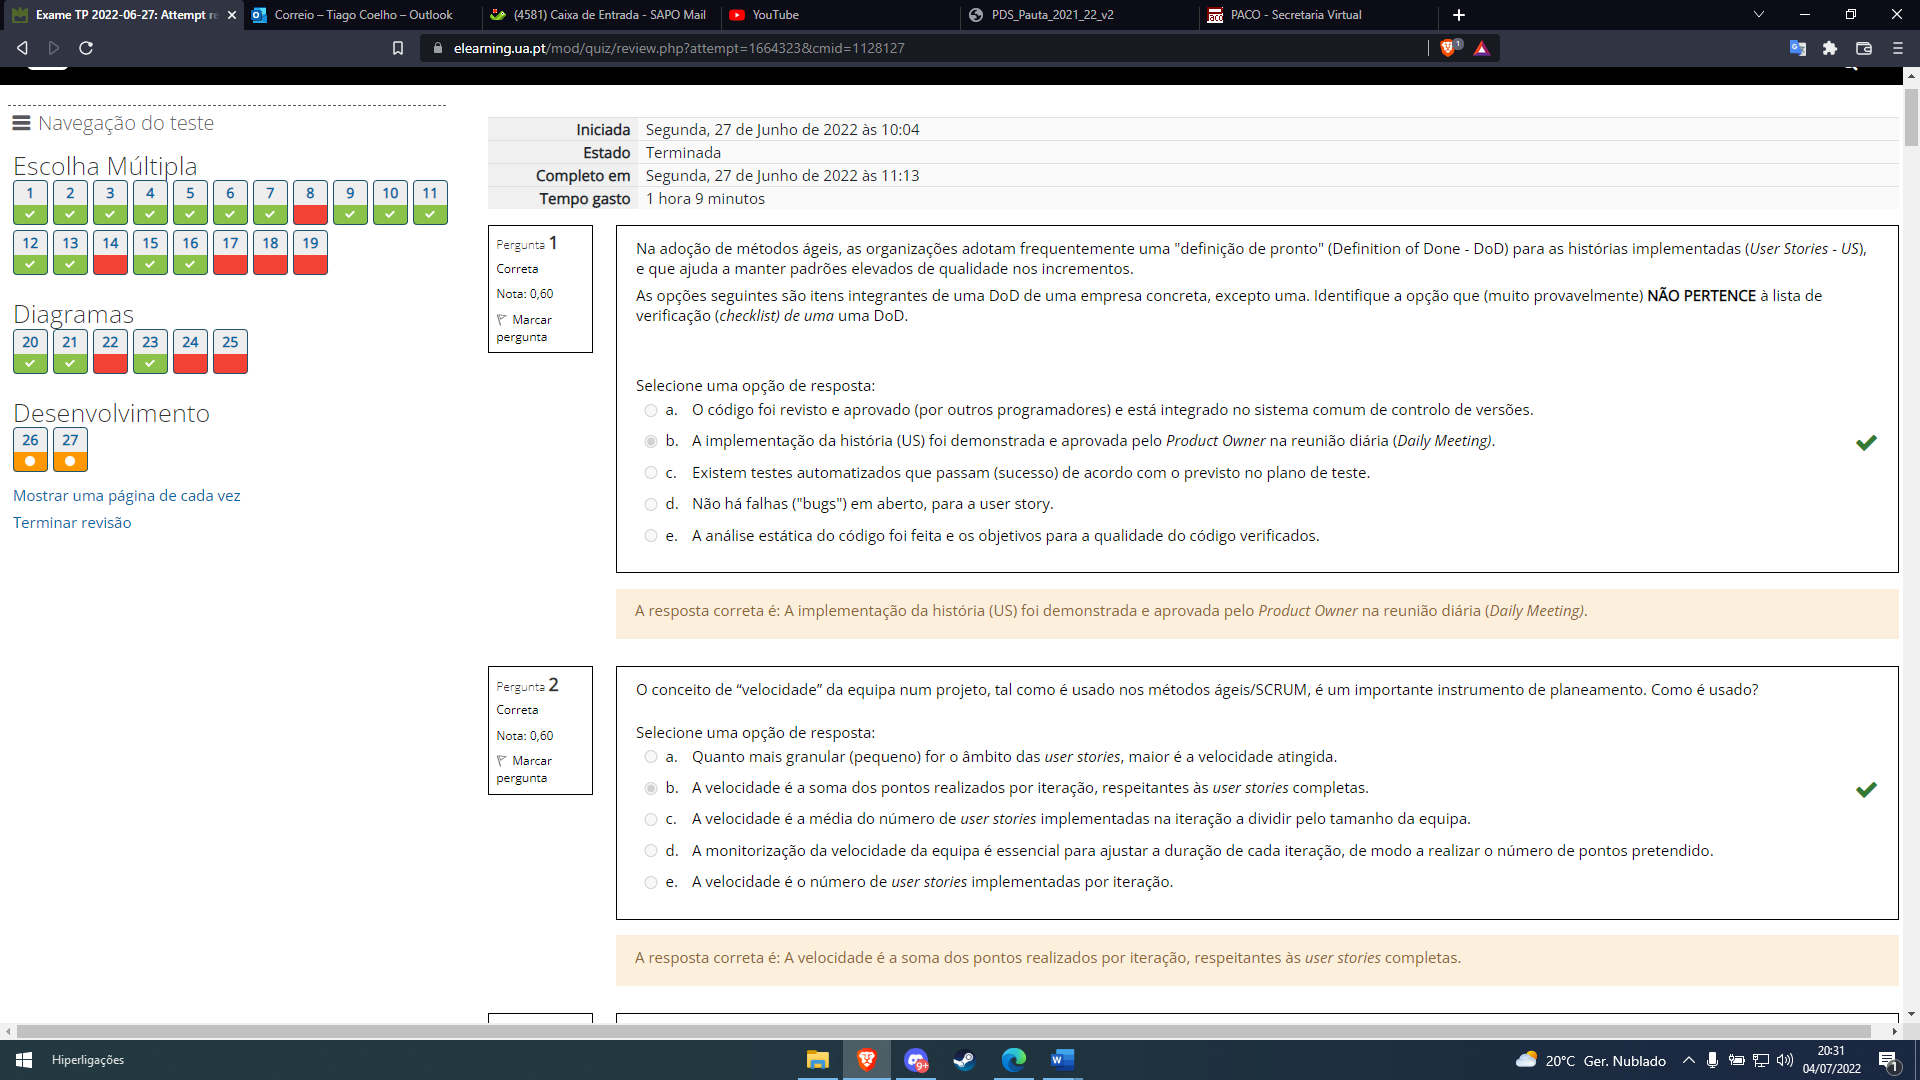 Exame TP 2022-06-27: Attempt re
Correio – Tiago Coelho – Outlook
(4581) Caixa de Entrada - SAPO Mail
YouTube
PDS_Pauta_2021_22_v2
PACO - Secretaria Virtual
elearning.ua.pt/mod/quiz/review.php?attempt=1664323&cmid=1128127
Navegação do teste
Escolha Múltipla
1 2 3 4 5 6 7 8 9 10 11
12 13 14 15 16 17 18 19
Diagramas
20 21 22 23 24 25
Desenvolvimento
26 27
Mostrar uma página de cada vez
Terminar revisão
Iniciada Segunda, 27 de Junho de 2022 às 10:04
Estado Terminada
Completo em Segunda, 27 de Junho de 2022 às 11:13
Tempo gasto 1 hora 9 minutos
Pergunta 1
Correta
Nota: 0,60
Marcar
pergunta
Na adoção de métodos ágeis, as organizações adotam frequentemente uma "definição de pronto" (Definition of Done - DoD) para as histórias implementadas (User Stories - US),
e que ajuda a manter padrões elevados de qualidade nos incrementos.
As opções seguintes são itens integrantes de uma DoD de uma empresa concreta, excepto uma. Identifique a opção que (muito provavelmente) NÃO PERTENCE à lista de
verificação (checklist) de uma uma DoD.
Selecione uma opção de resposta:
a. O código foi revisto e aprovado (por outros programadores) e está integrado no sistema comum de controlo de versões.
b. A implementação da história (US) foi demonstrada e aprovada pelo Product Owner na reunião diária (Daily Meeting).
c. Existem testes automatizados que passam (sucesso) de acordo com o previsto no plano de teste.
d. Não há falhas ("bugs") em aberto, para a user story.
e. A análise estática do código foi feita e os objetivos para a qualidade do código verificados.
A resposta correta é: A implementação da história (US) foi demonstrada e aprovada pelo Product Owner na reunião diária (Daily Meeting).
Pergunta 2
Correta
Nota: 0,60
Marcar
pergunta
O conceito de “velocidade” da equipa num projeto, tal como é usado nos métodos ágeis/SCRUM, é um importante instrumento de planeamento. Como é usado?
Selecione uma opção de resposta:
a. Quanto mais granular (pequeno) for o âmbito das user stories, maior é a velocidade atingida.
b. A velocidade é a soma dos pontos realizados por iteração, respeitantes às user stories completas.
c. A velocidade é a média do número de user stories implementadas na iteração a dividir pelo tamanho da equipa.
d. A monitorização da velocidade da equipa é essencial para ajustar a duração de cada iteração, de modo a realizar o número de pontos pretendido.
e. A velocidade é o número de user stories implementadas por iteração.
A resposta correta é: A velocidade é a soma dos pontos realizados por iteração, respeitantes às user stories completas.
Hiperligações
20°C Ger. Nublado
20:31
04/07/2022